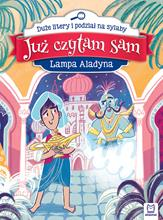 Duże litery i podział na sylaby
Już czytam sam
Lampa Aladyna